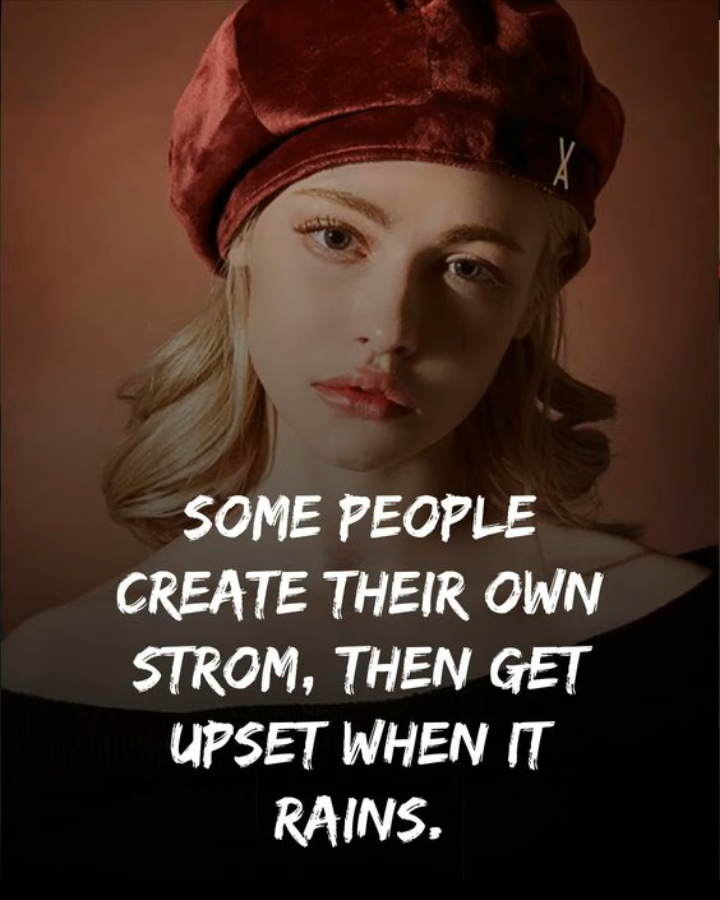 SOME PEOPLE
CREATE THEIR OWN
STROM, THEN GET
UPSET WHEN IT
RAINS.